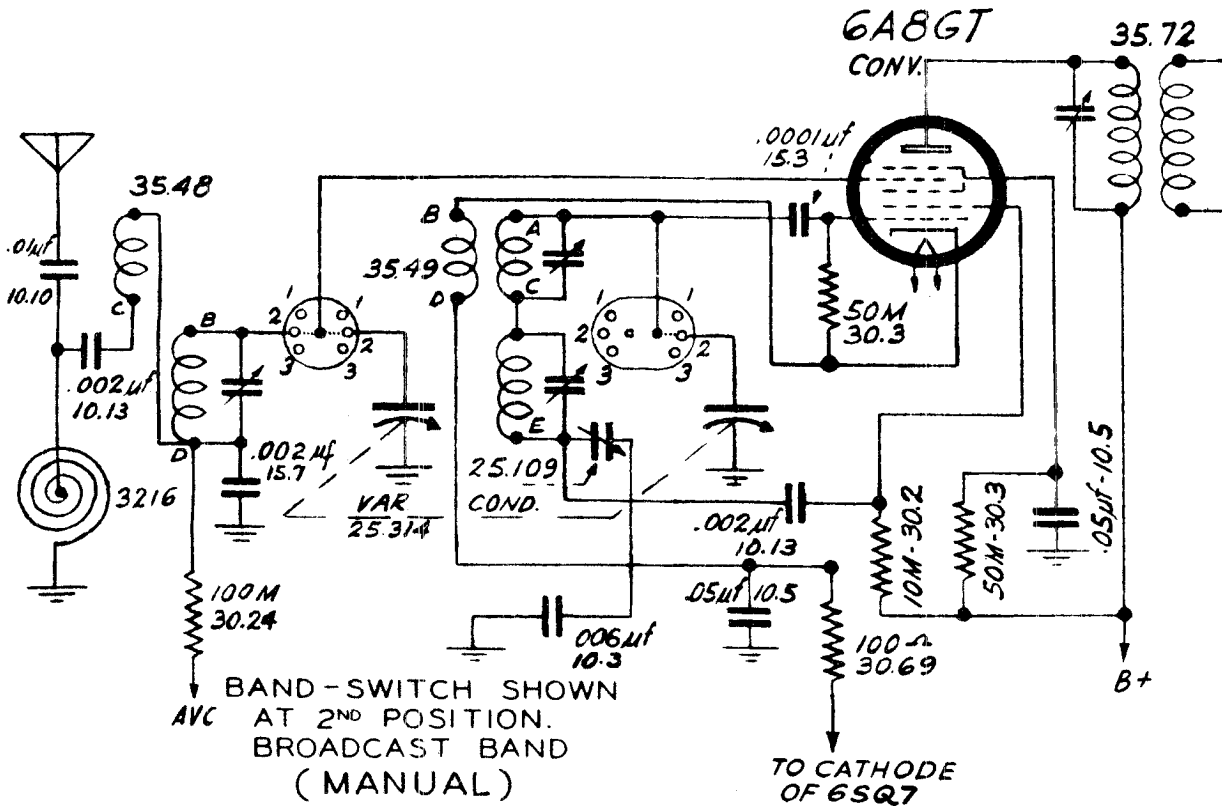 6A8GT
CONV.
35.72
.0001µf
15.3
35.48
.01µf
10.10
C
.002µf
10.13
B
D
1
1
2
2
3
3
.002µf
15.7
B
D
35.49
A
C
E
1
1
2
2
3
3
50M
30.3
3216
VAR
25.314
25.109
COND.
.002µf
10.13
10M-30.2
50M-30.3
.05µf-10.5
100M
30.24
AVC
.006µf
10.3
.05µf 10.5
100Ω
30.69
B+
BAND-SWITCH SHOWN
AT 2ND POSITION.
BROADCAST BAND
(MANUAL)
TO CATHODE
OF 6SQ7